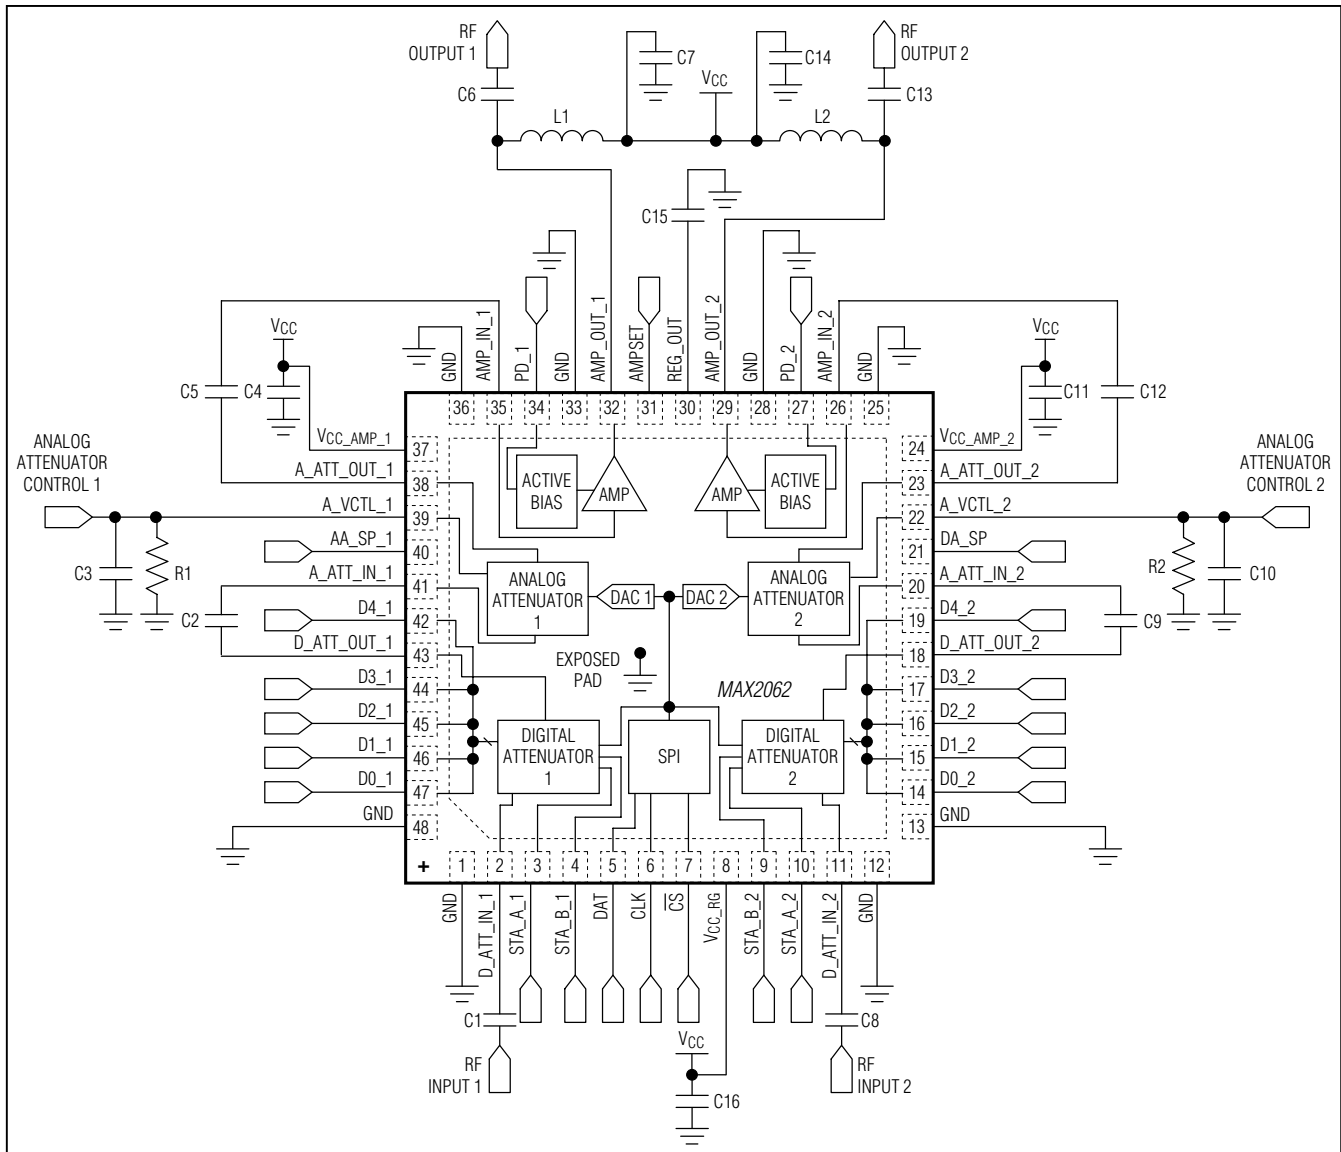 RF
OUTPUT 1
C6
L1
C7
VCC
C14
L2
C13
RF
OUTPUT 2
C15
AMP_IN_1
PD_1
GND
AMP_OUT_1
AMPSET
REG_OUT
AMP_OUT_2
GND
PD_2
AMP_IN_2
GND
GND
VCC
C5
C4
VCC
C11
C12
36
35
34
33
32
31
30
29
28
27
26
25
ANALOG
ATTENUATOR
CONTROL 1
VCC_AMP_1
37
A_ATT_OUT_1
38
A_VCTL_1
39
AA_SP_1
40
A_ATT_IN_1
41
D4_1
42
D_ATT_OUT_1
43
D3_1
44
D2_1
45
D1_1
46
D0_1
47
GND
48
C3
R1
C2
ACTIVE
BIAS
AMP
AMP
ACTIVE
BIAS
ANALOG
ATTENUATOR
1
DAC 1
DAC 2
ANALOG
ATTENUATOR
2
EXPOSED
PAD
MAX2062
DIGITAL
ATTENUATOR
1
SPI
DIGITAL
ATTENUATOR
2
24
VCC_AMP_2
23
A_ATT_OUT_2
22
A_VCTL_2
21
DA_SP
20
A_ATT_IN_2
19
D4_2
18
D_ATT_OUT_2
17
D3_2
16
D2_2
15
D1_2
14
D0_2
13
GND
ANALOG
ATTENUATOR
CONTROL 2
R2
C10
C9
+
1
2
3
4
5
6
7
8
9
10
11
12
GND
D_ATT_IN_1
STA_A_1
STA_B_1
DAT
CLK
CS
VCC_RG
STA_B_2
STA_A_2
D_ATT_IN_2
GND
C1
RF
INPUT 1
VCC
C16
C8
RF
INPUT 2